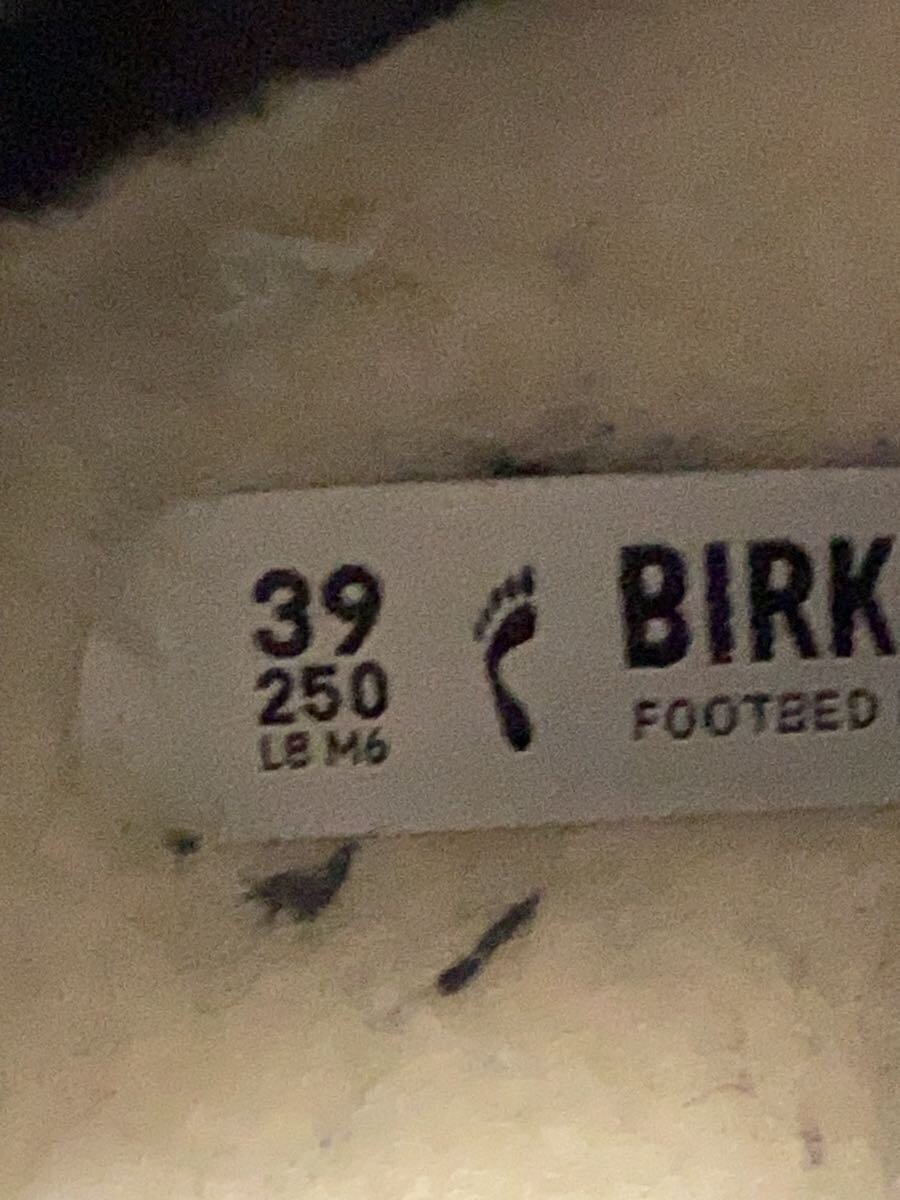 39
250
L8 M6
BIRK
FOOTBED